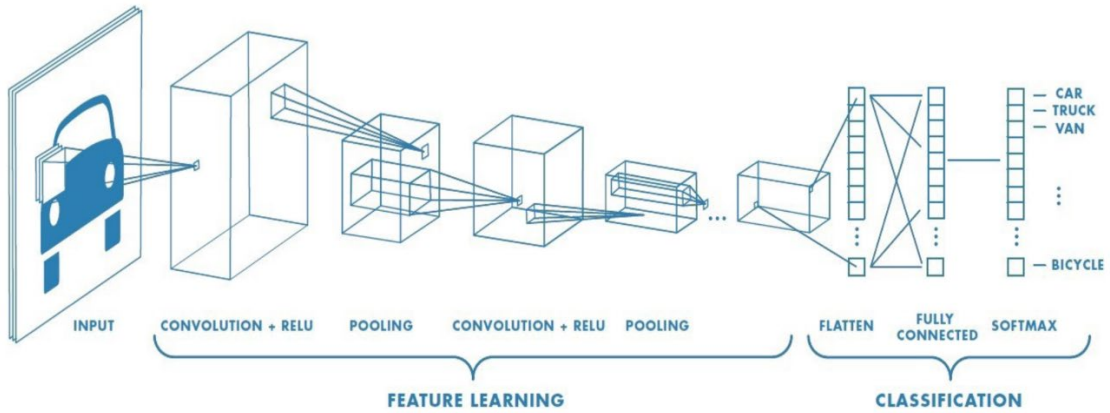 CAR
TRUCK
VAN
BICYCLE
INPUT
CONVOLUTION + RELU
POOLING
CONVOLUTION + RELU
POOLING
FLATTEN
FULLY
CONNECTED
SOFTMAX
FEATURE LEARNING
CLASSIFICATION